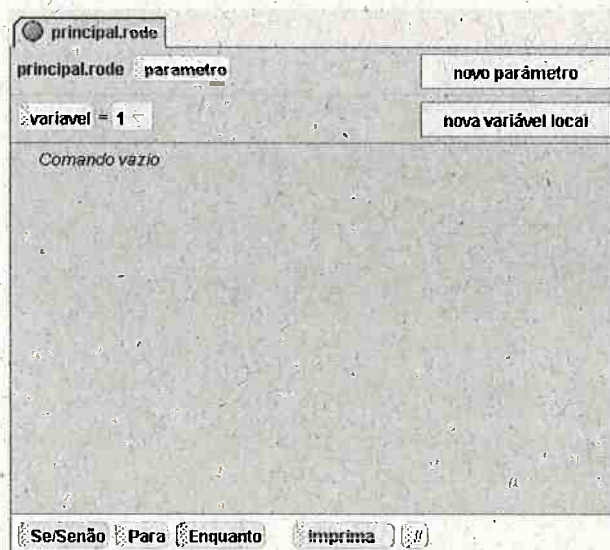 principal.rode
principal.rode parametro novo parâmetro
variavel = 1 nova variável local
Comando vazio
Se/Senão Para Enquanto Imprima //